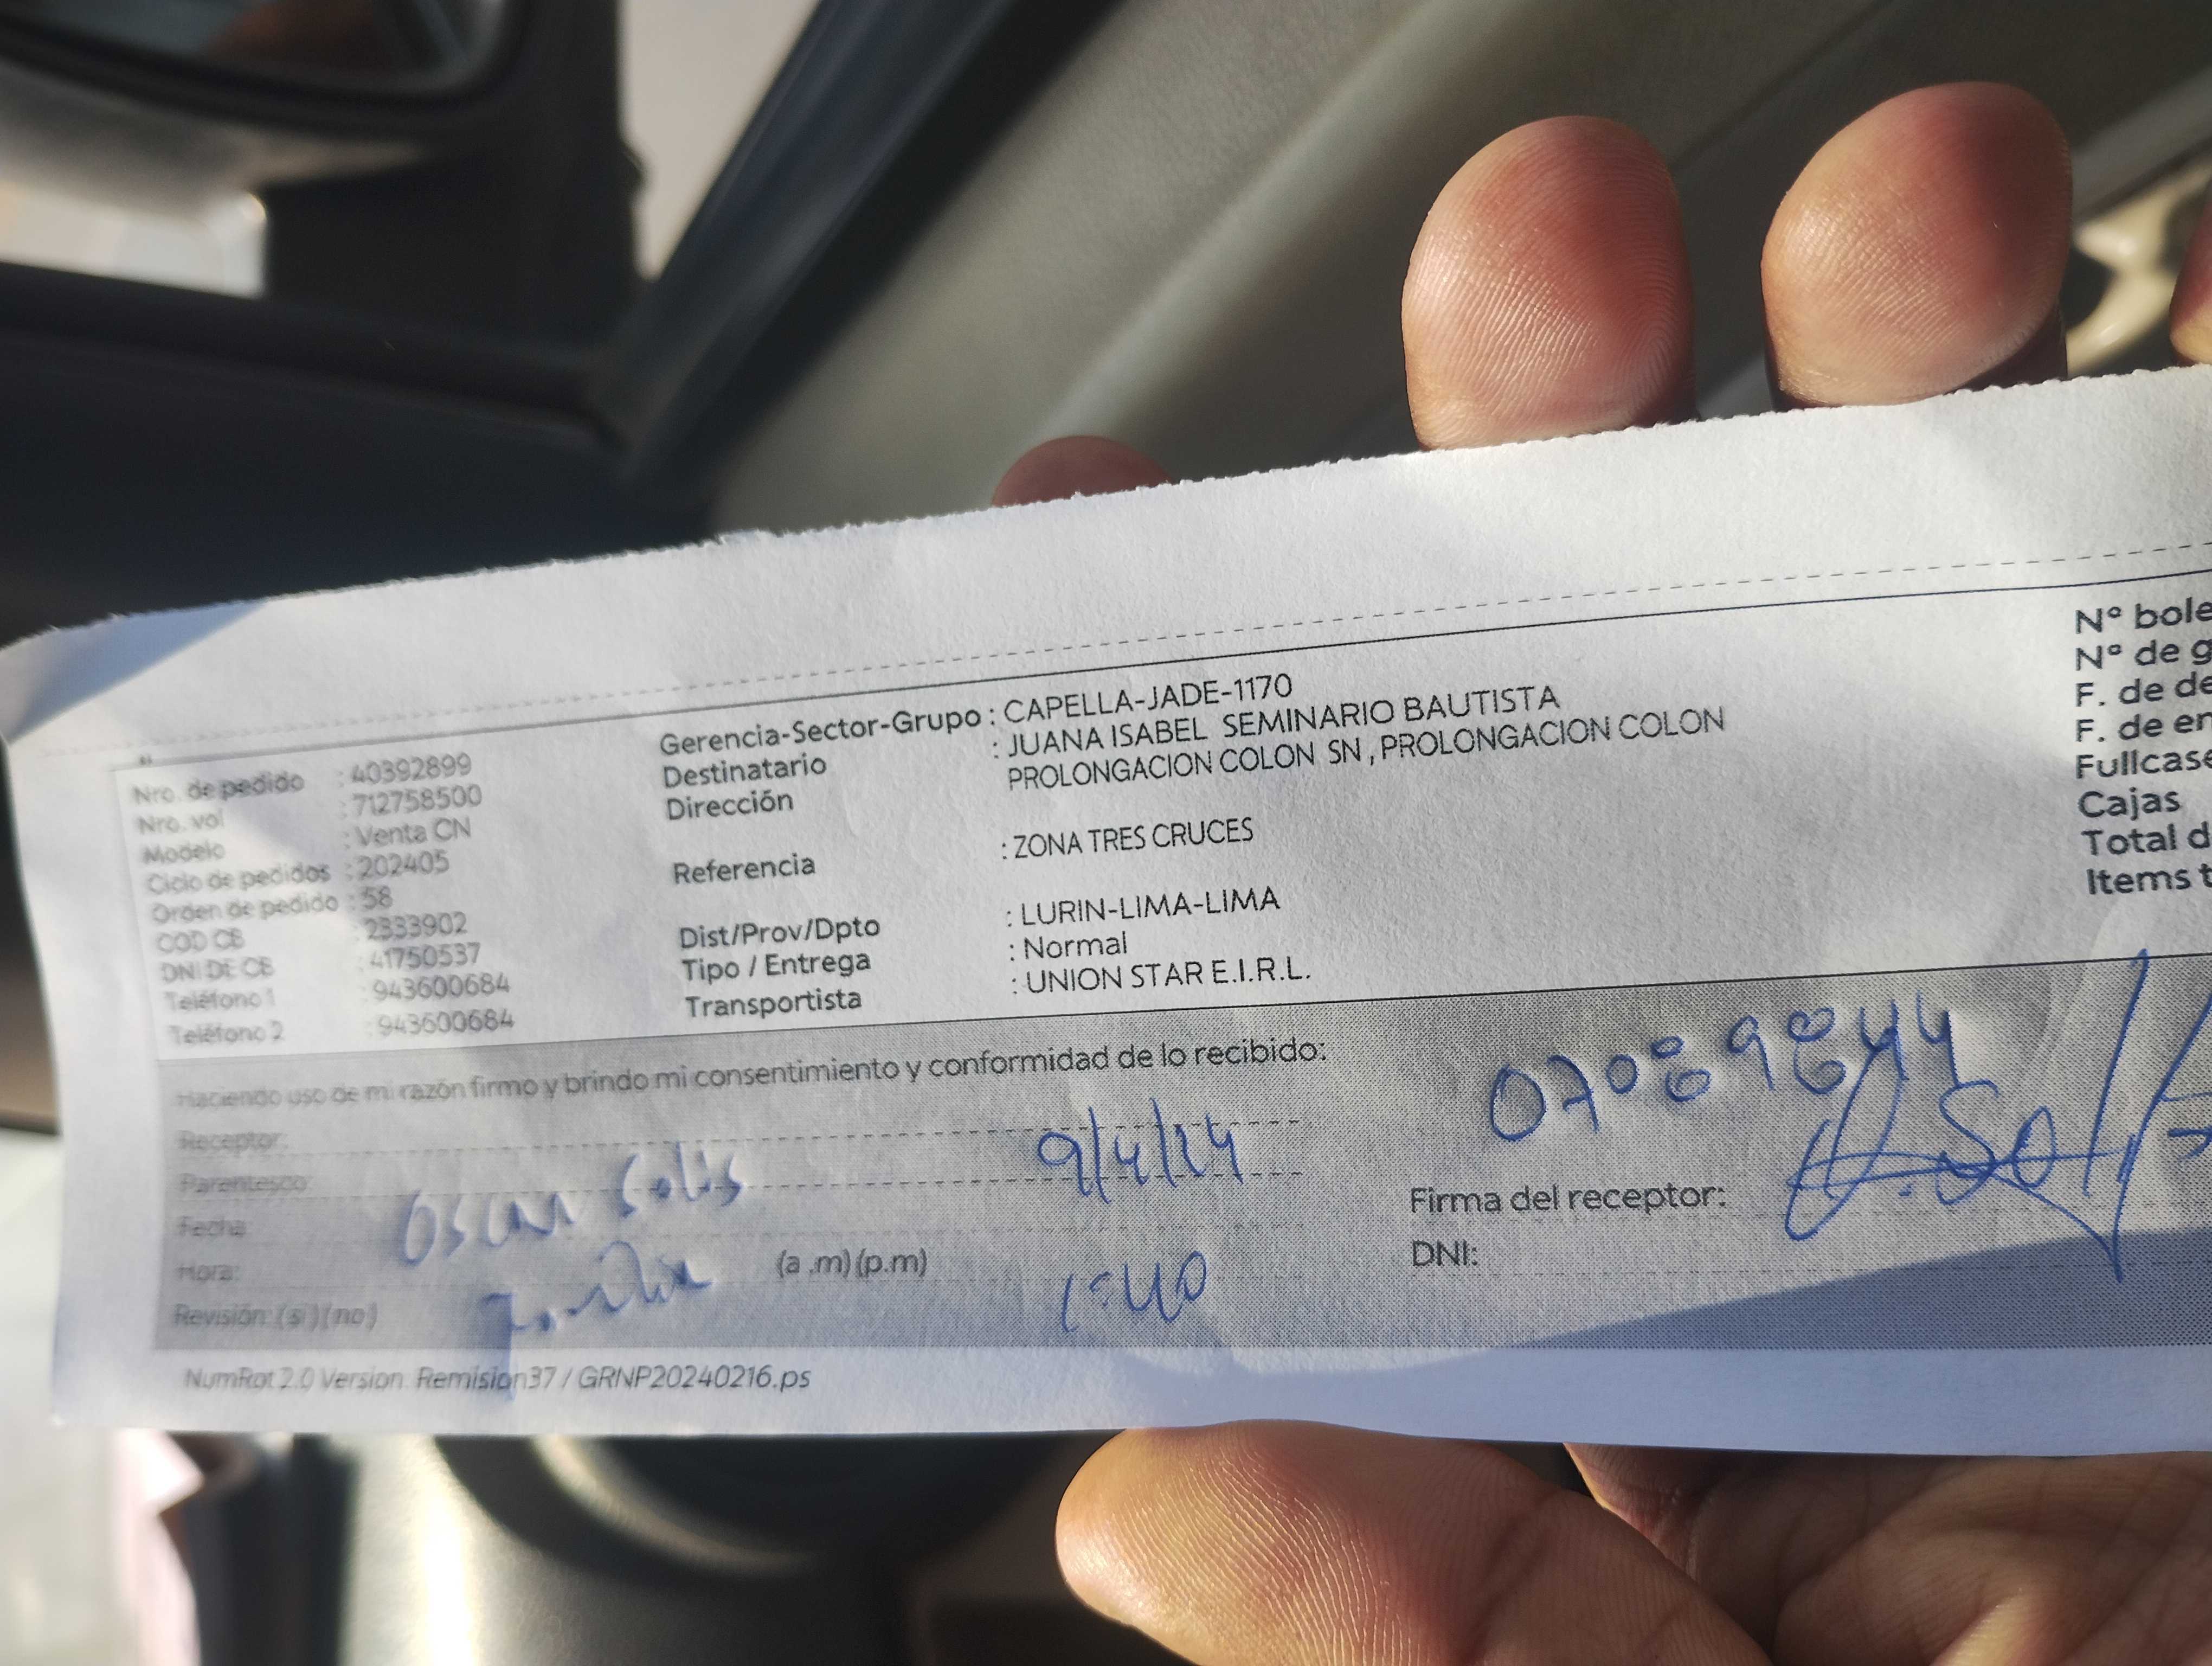 Nro. de pedido : 40392899
Nro. vol : 712758500
Modelo : Venta CN
Ciclo de pedidos : 202405
Orden de pedido : 58
COD CB : 2333902
DNI DE CB : 41750537
Teléfono 1 : 943600684
Teléfono 2 : 943600684
Gerencia-Sector-Grupo : CAPELLA-JADE-1170
Destinatario : JUANA ISABEL SEMINARIO BAUTISTA
Dirección PROLONGACION COLON SN , PROLONGACION COLON
Referencia : ZONA TRES CRUCES
Dist/Prov/Dpto : LURIN-LIMA-LIMA
Tipo / Entrega : Normal
Transportista : UNION STAR E.I.R.L.
N° bole
N° de g
F. de de
F. de en
Fullcase
Cajas
Total d
Items t
Haciendo uso de mi razón firmo y brindo mi consentimiento y conformidad de lo recibido:
Receptor:
Parentesco:
Fecha:
Hora: (a .m) (p.m)
Revisión: (si) (no)
Oscar Solis
9/4/24
1:40
07089844
Firma del receptor:
DNI:
NumRot 2.0 Version Remision37 / GRNP20240216.ps